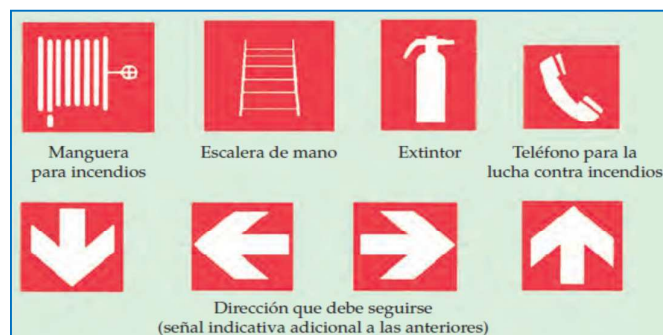 Manguera
para incendios
Escalera de mano
Extintor
Teléfono para la
lucha contra incendios
Dirección que debe seguirse
(señal indicativa adicional a las anteriores)